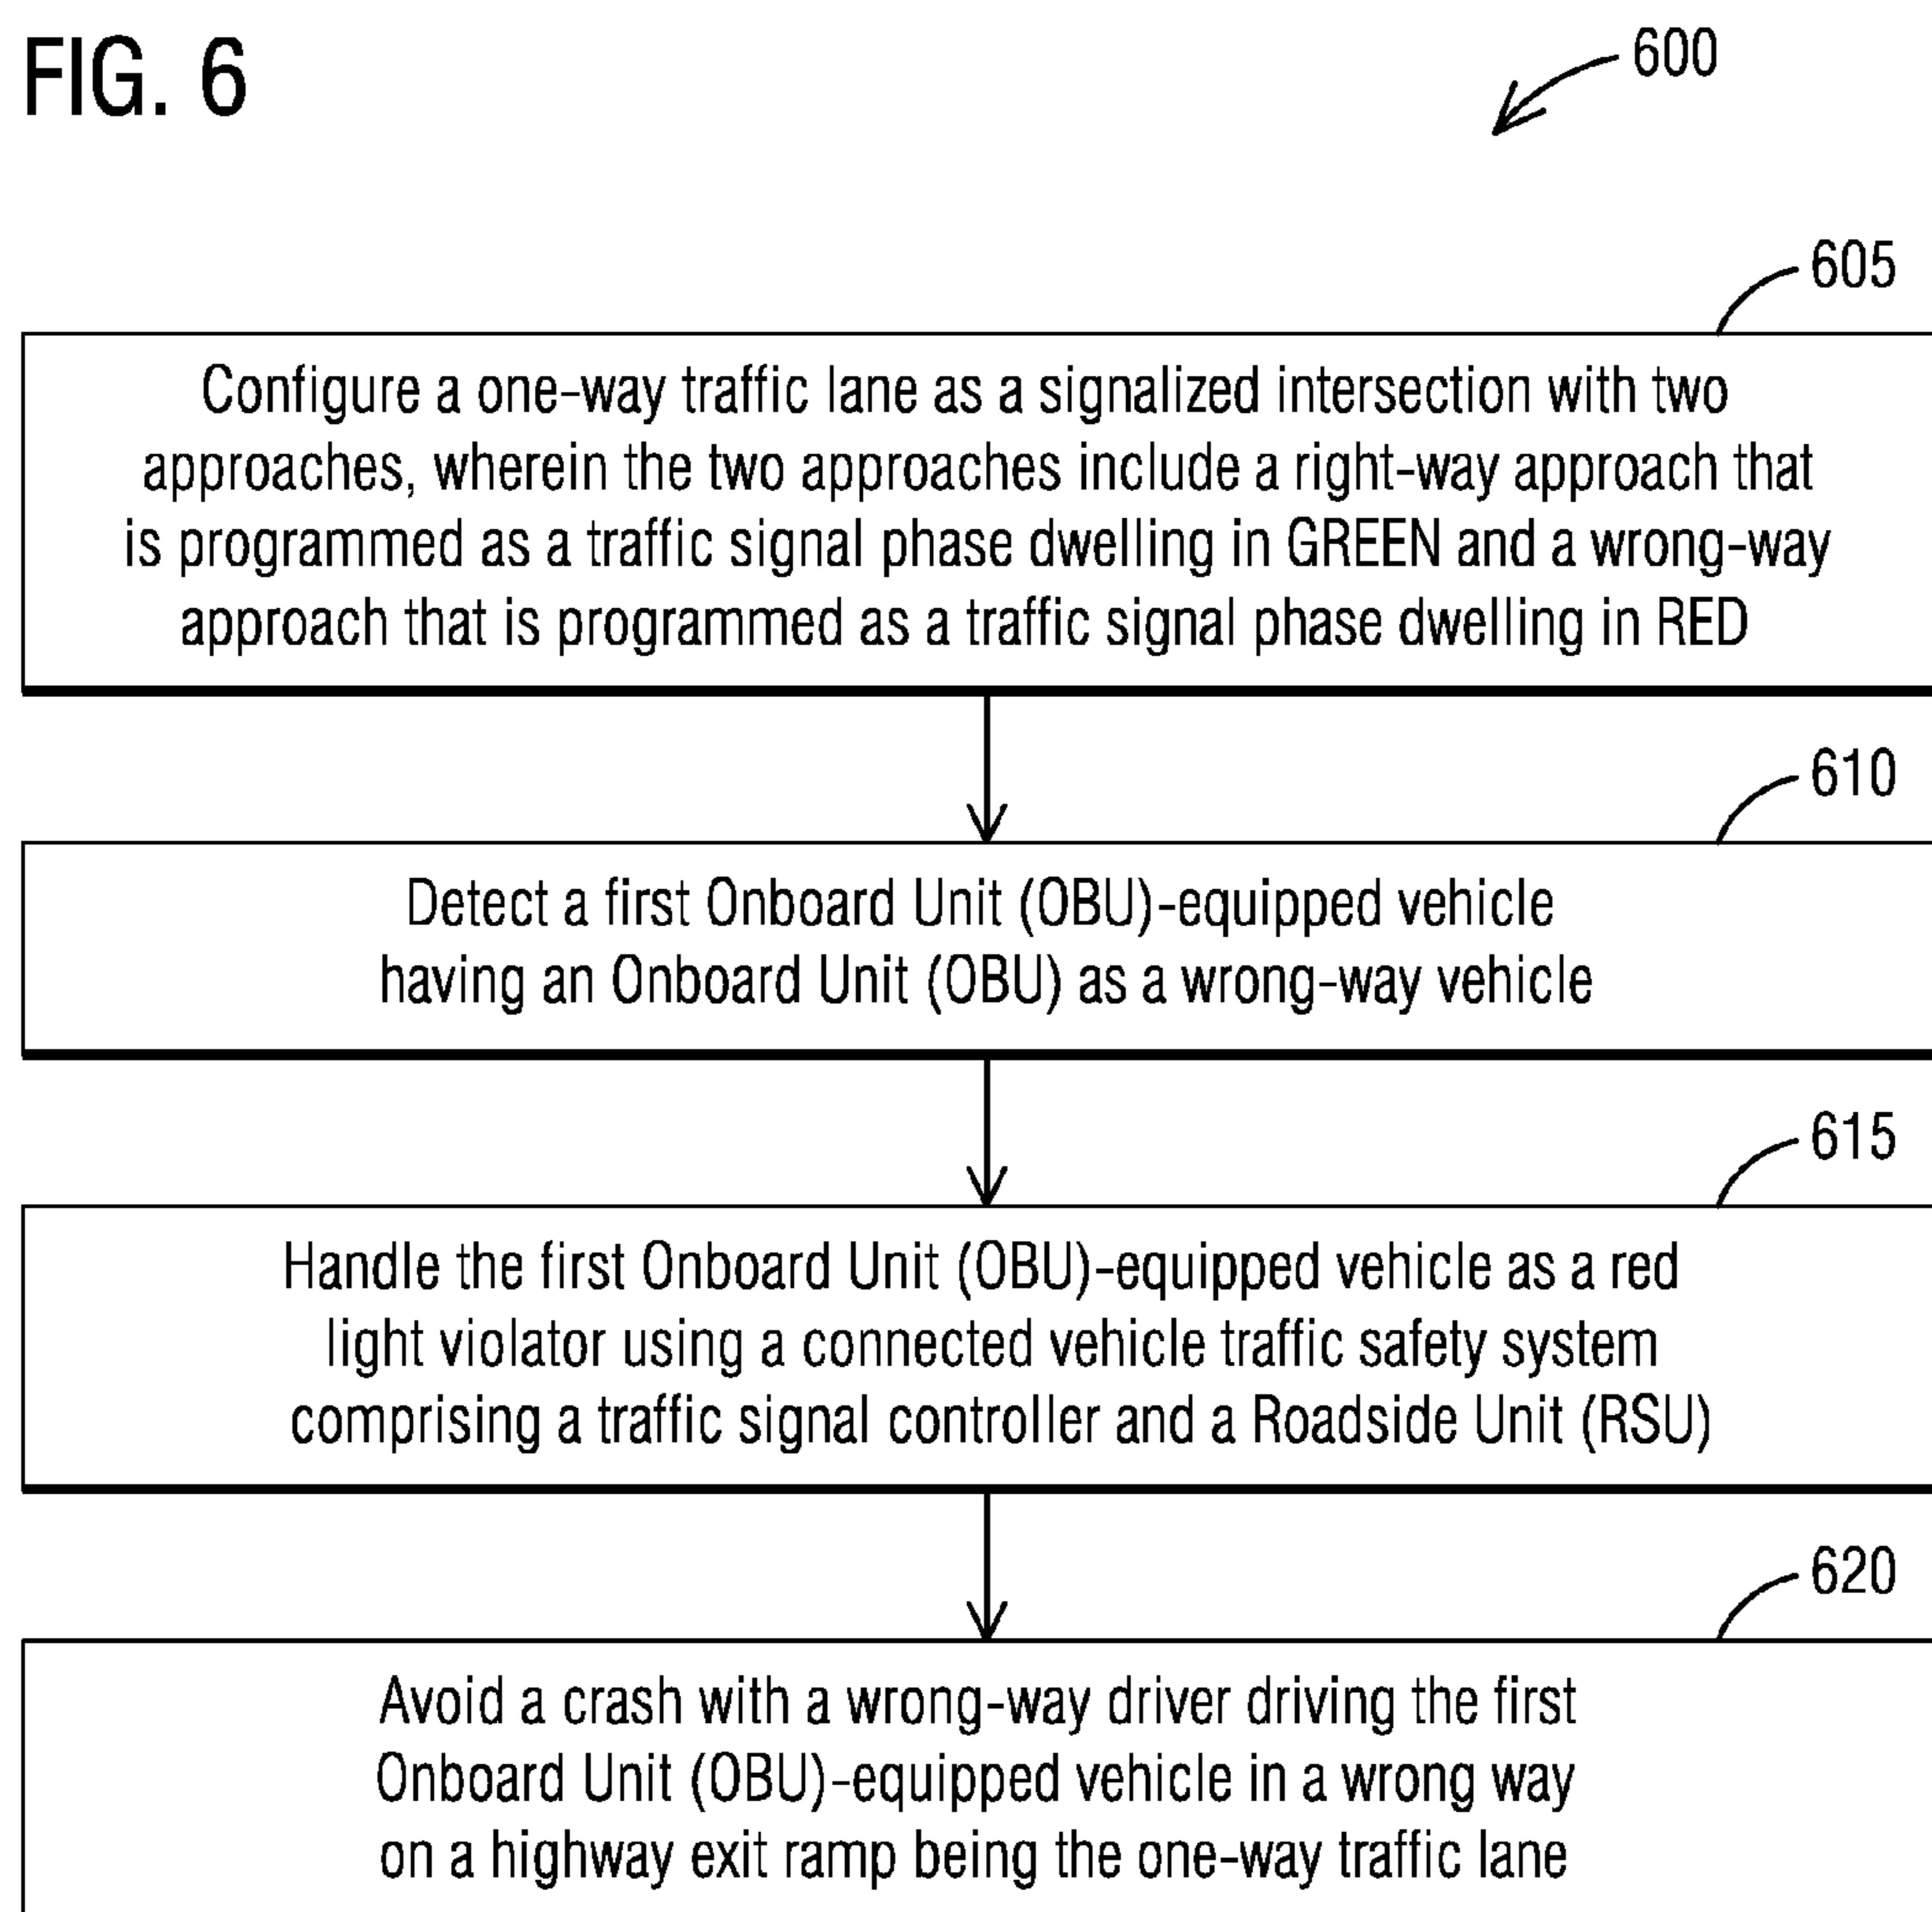 FIG. 6
600
605
Configure a one-way traffic lane as a signalized intersection with two
approaches, wherein the two approaches include a right-way approach that
is programmed as a traffic signal phase dwelling in GREEN and a wrong-way
approach that is programmed as a traffic signal phase dwelling in RED
610
Detect a first Onboard Unit (OBU)-equipped vehicle
having an Onboard Unit (OBU) as a wrong-way vehicle
615
Handle the first Onboard Unit (OBU)-equipped vehicle as a red
light violator using a connected vehicle traffic safety system
comprising a traffic signal controller and a Roadside Unit (RSU)
620
Avoid a crash with a wrong-way driver driving the first
Onboard Unit (OBU)-equipped vehicle in a wrong way
on a highway exit ramp being the one-way traffic lane